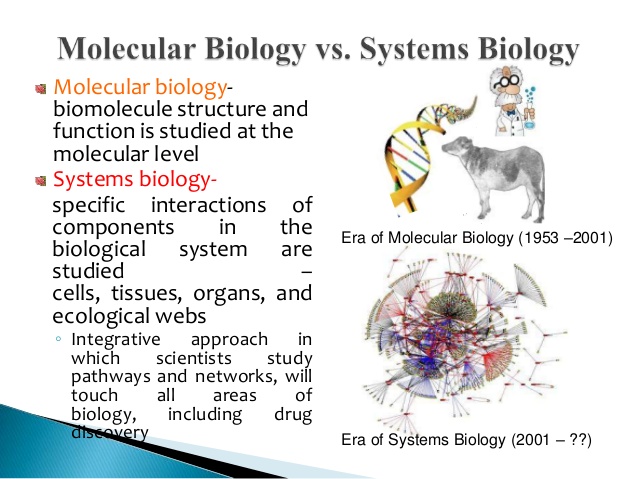 Molecular Biology vs. Systems Biology
Molecular biology-
biomolecule structure and
function is studied at the
molecular level
Systems biology-
specific interactions of
components in the
biological system are
studied –
cells, tissues, organs, and
ecological webs
◦ Integrative approach in
which scientists study
pathways and networks, will
touch all areas of
biology, including drug
discovery
Era of Molecular Biology (1953 –2001)
Era of Systems Biology (2001 – ??)